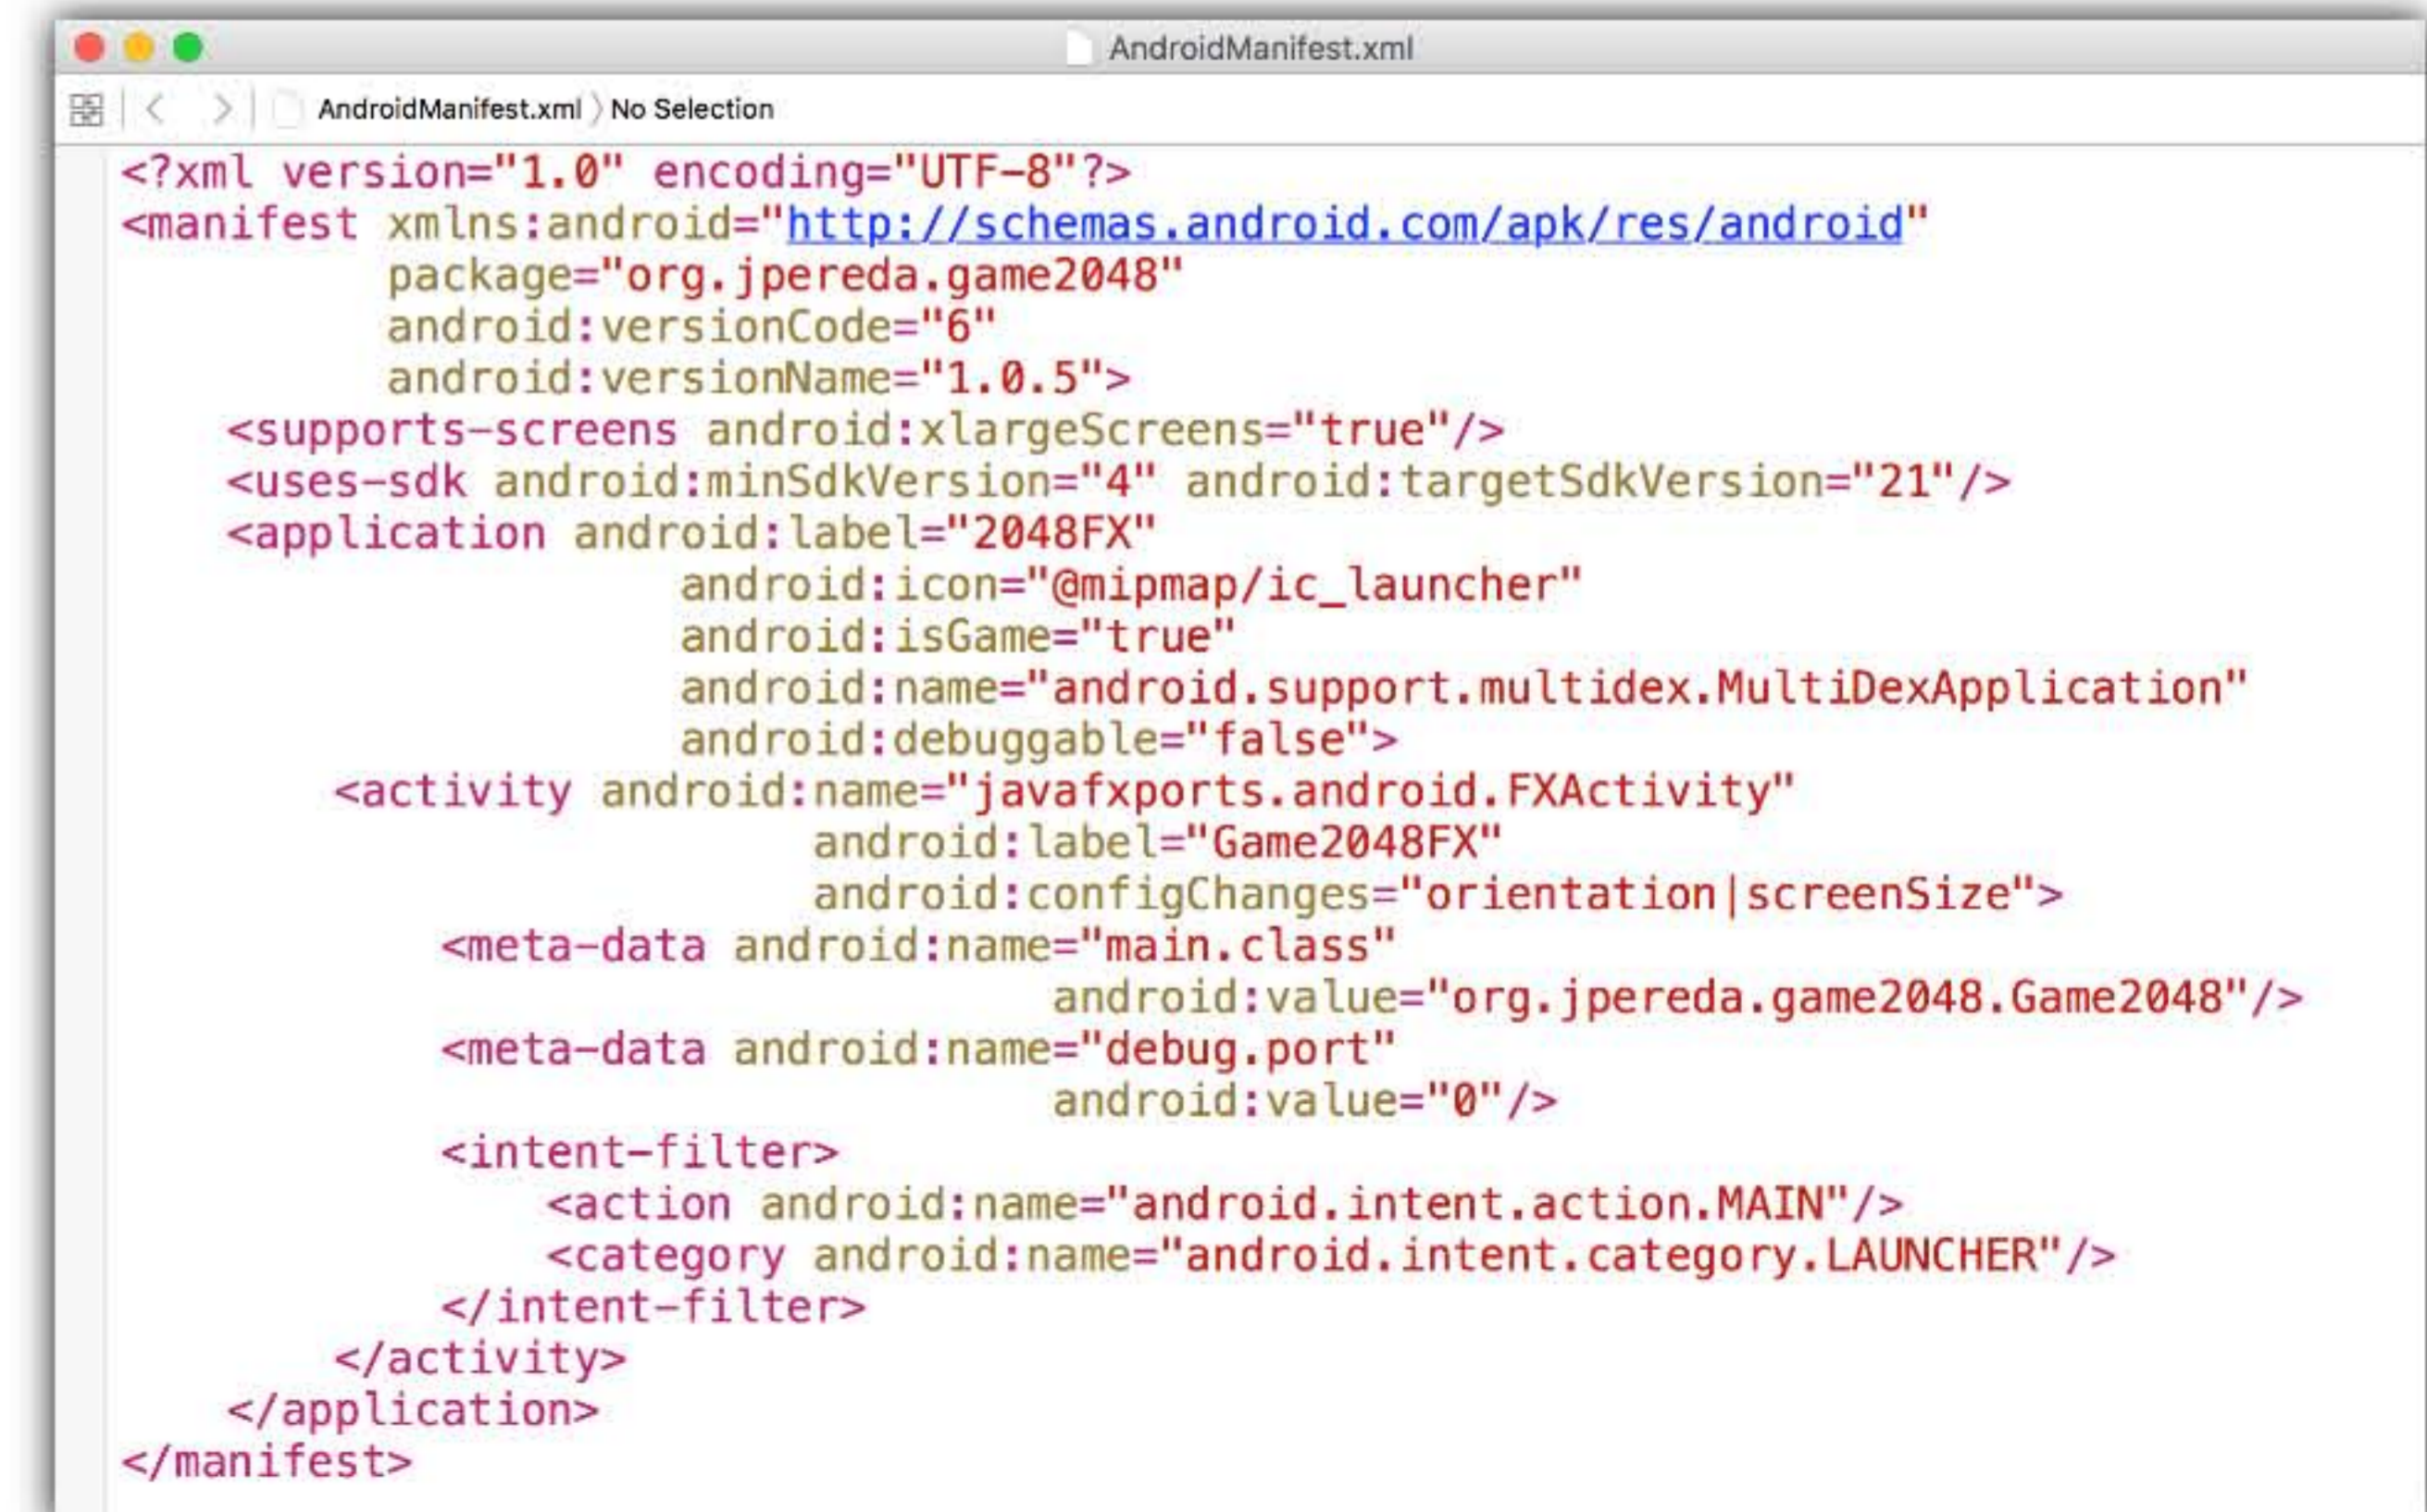 AndroidManifest.xml
AndroidManifest.xml 〉 No Selection
<?xml version="1.0" encoding="UTF-8"?>
<manifest xmlns:android="http://schemas.android.com/apk/res/android"
         package="org.jpereda.game2048"
         android:versionCode="6"
         android:versionName="1.0.5">
    <supports-screens android:xlargeScreens="true"/>
    <uses-sdk android:minSdkVersion="4" android:targetSdkVersion="21"/>
    <application android:label="2048FX"
                     android:icon="@mipmap/ic_launcher"
                     android:isGame="true"
                     android:name="android.support.multidex.MultiDexApplication"
                     android:debuggable="false">
        <activity android:name="javafxports.android.FXActivity"
                          android:label="Game2048FX"
                          android:configChanges="orientation|screenSize">
            <meta-data android:name="main.class"
                                   android:value="org.jpereda.game2048.Game2048"/>
            <meta-data android:name="debug.port"
                                   android:value="0"/>
            <intent-filter>
                <action android:name="android.intent.action.MAIN"/>
                <category android:name="android.intent.category.LAUNCHER"/>
            </intent-filter>
        </activity>
    </application>
</manifest>